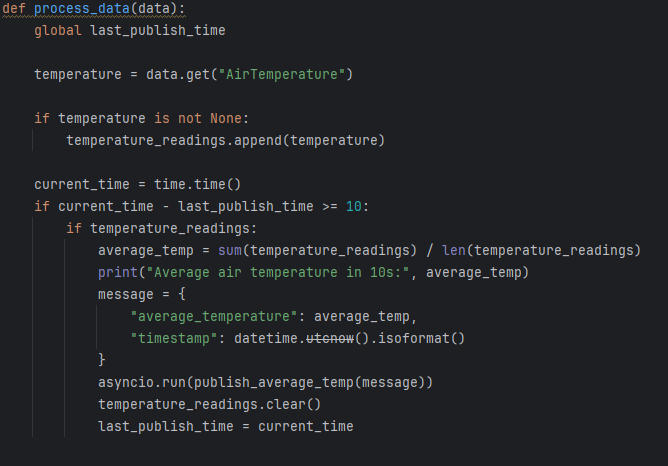 def process_data(data):
    global last_publish_time

    temperature = data.get("AirTemperature")

    if temperature is not None:
        temperature_readings.append(temperature)

    current_time = time.time()
    if current_time - last_publish_time >= 10:
        if temperature_readings:
            average_temp = sum(temperature_readings) / len(temperature_readings)
            print("Average air temperature in 10s:", average_temp)
            message = {
                "average_temperature": average_temp,
                "timestamp": datetime.utcnow().isoformat()
            }
            asyncio.run(publish_average_temp(message))
            temperature_readings.clear()
            last_publish_time = current_time